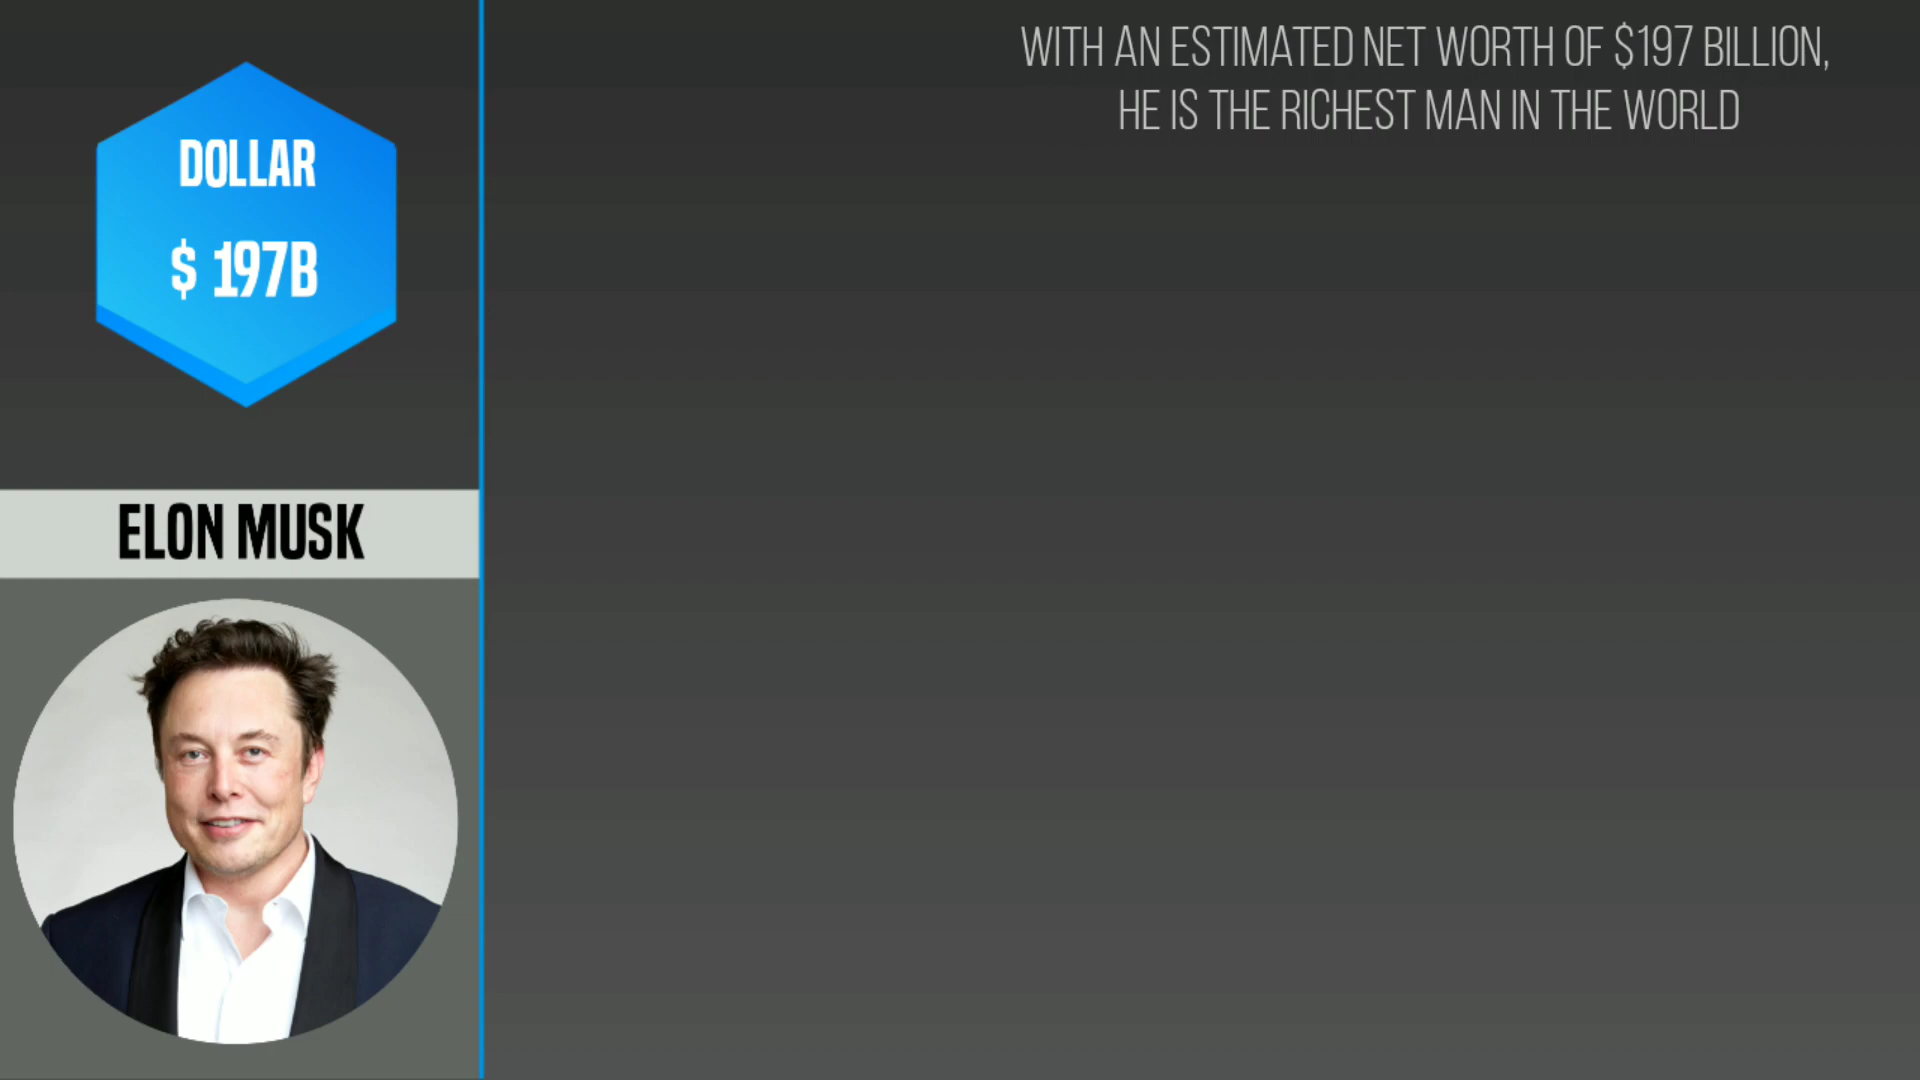 DOLLAR
$ 197B
ELON MUSK
WITH AN ESTIMATED NET WORTH OF $197 BILLION,
HE IS THE RICHEST MAN IN THE WORLD